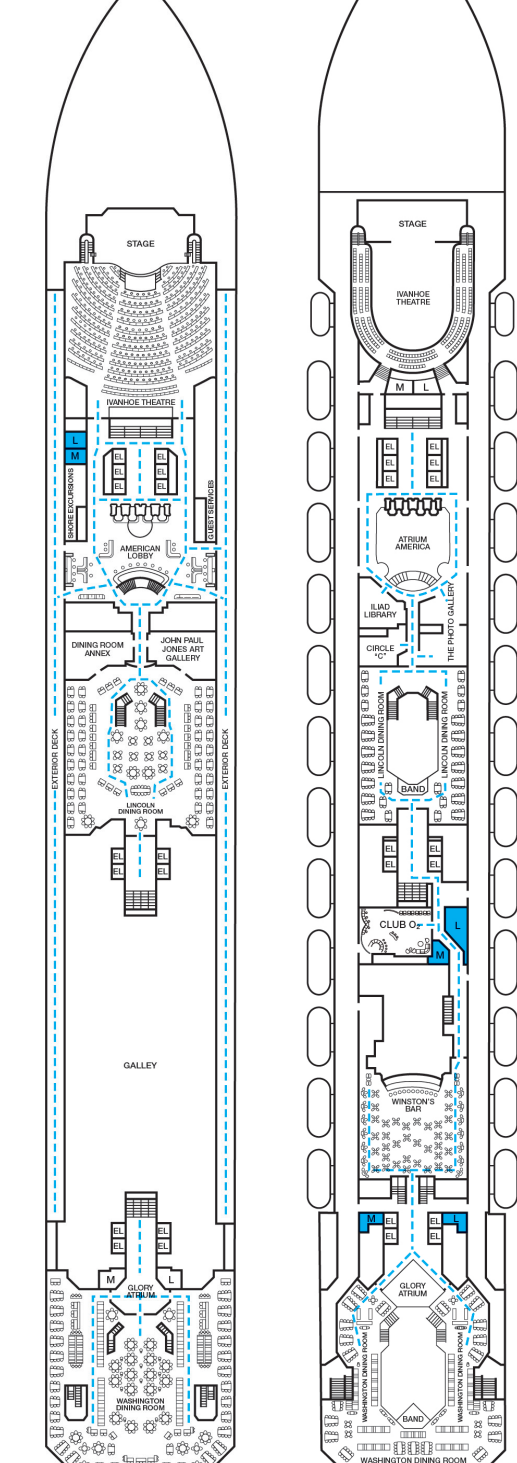 STAGE
IVANHOE THEATRE
L
M
EL
EL
EL
EL
EL
EL
SHORE EXCURSIONS
GUEST SERVICES
AMERICAN
LOBBY
DINING ROOM
ANNEX
JOHN PAUL
JONES ART
GALLERY
EXTERIOR DECK
EXTERIOR DECK
LINCOLN
DINING ROOM
EL
EL
EL
EL
GALLEY
EL
EL
EL
EL
M
L
GLORY
ATRIUM
WASHINGTON
DINING ROOM
STAGE
IVANHOE
THEATRE
M
L
EL
EL
EL
EL
EL
EL
ATRIUM
AMERICA
ILIAD
LIBRARY
THE PHOTO GALLERY
CIRCLE
"C"
LINCOLN DINING ROOM
LINCOLN DINING ROOM
BAND
EL
EL
EL
EL
CLUB O₂
L
M
WINSTON'S
BAR
M
EL
EL
EL
EL
L
GLORY
ATRIUM
WASHINGTON DINING ROOM
WASHINGTON DINING ROOM
BAND
WASHINGTON DINING ROOM